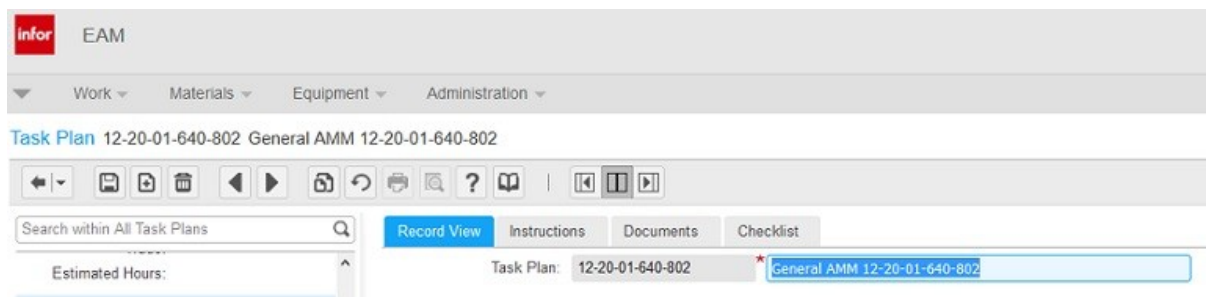 infor EAM
Work Materials Equipment Administration
Task Plan 12-20-01-640-802 General AMM 12-20-01-640-802
Search within All Task Plans
Record View Instructions Documents Checklist
Estimated Hours:
Task Plan: 12-20-01-640-802 * General AMM 12-20-01-640-802